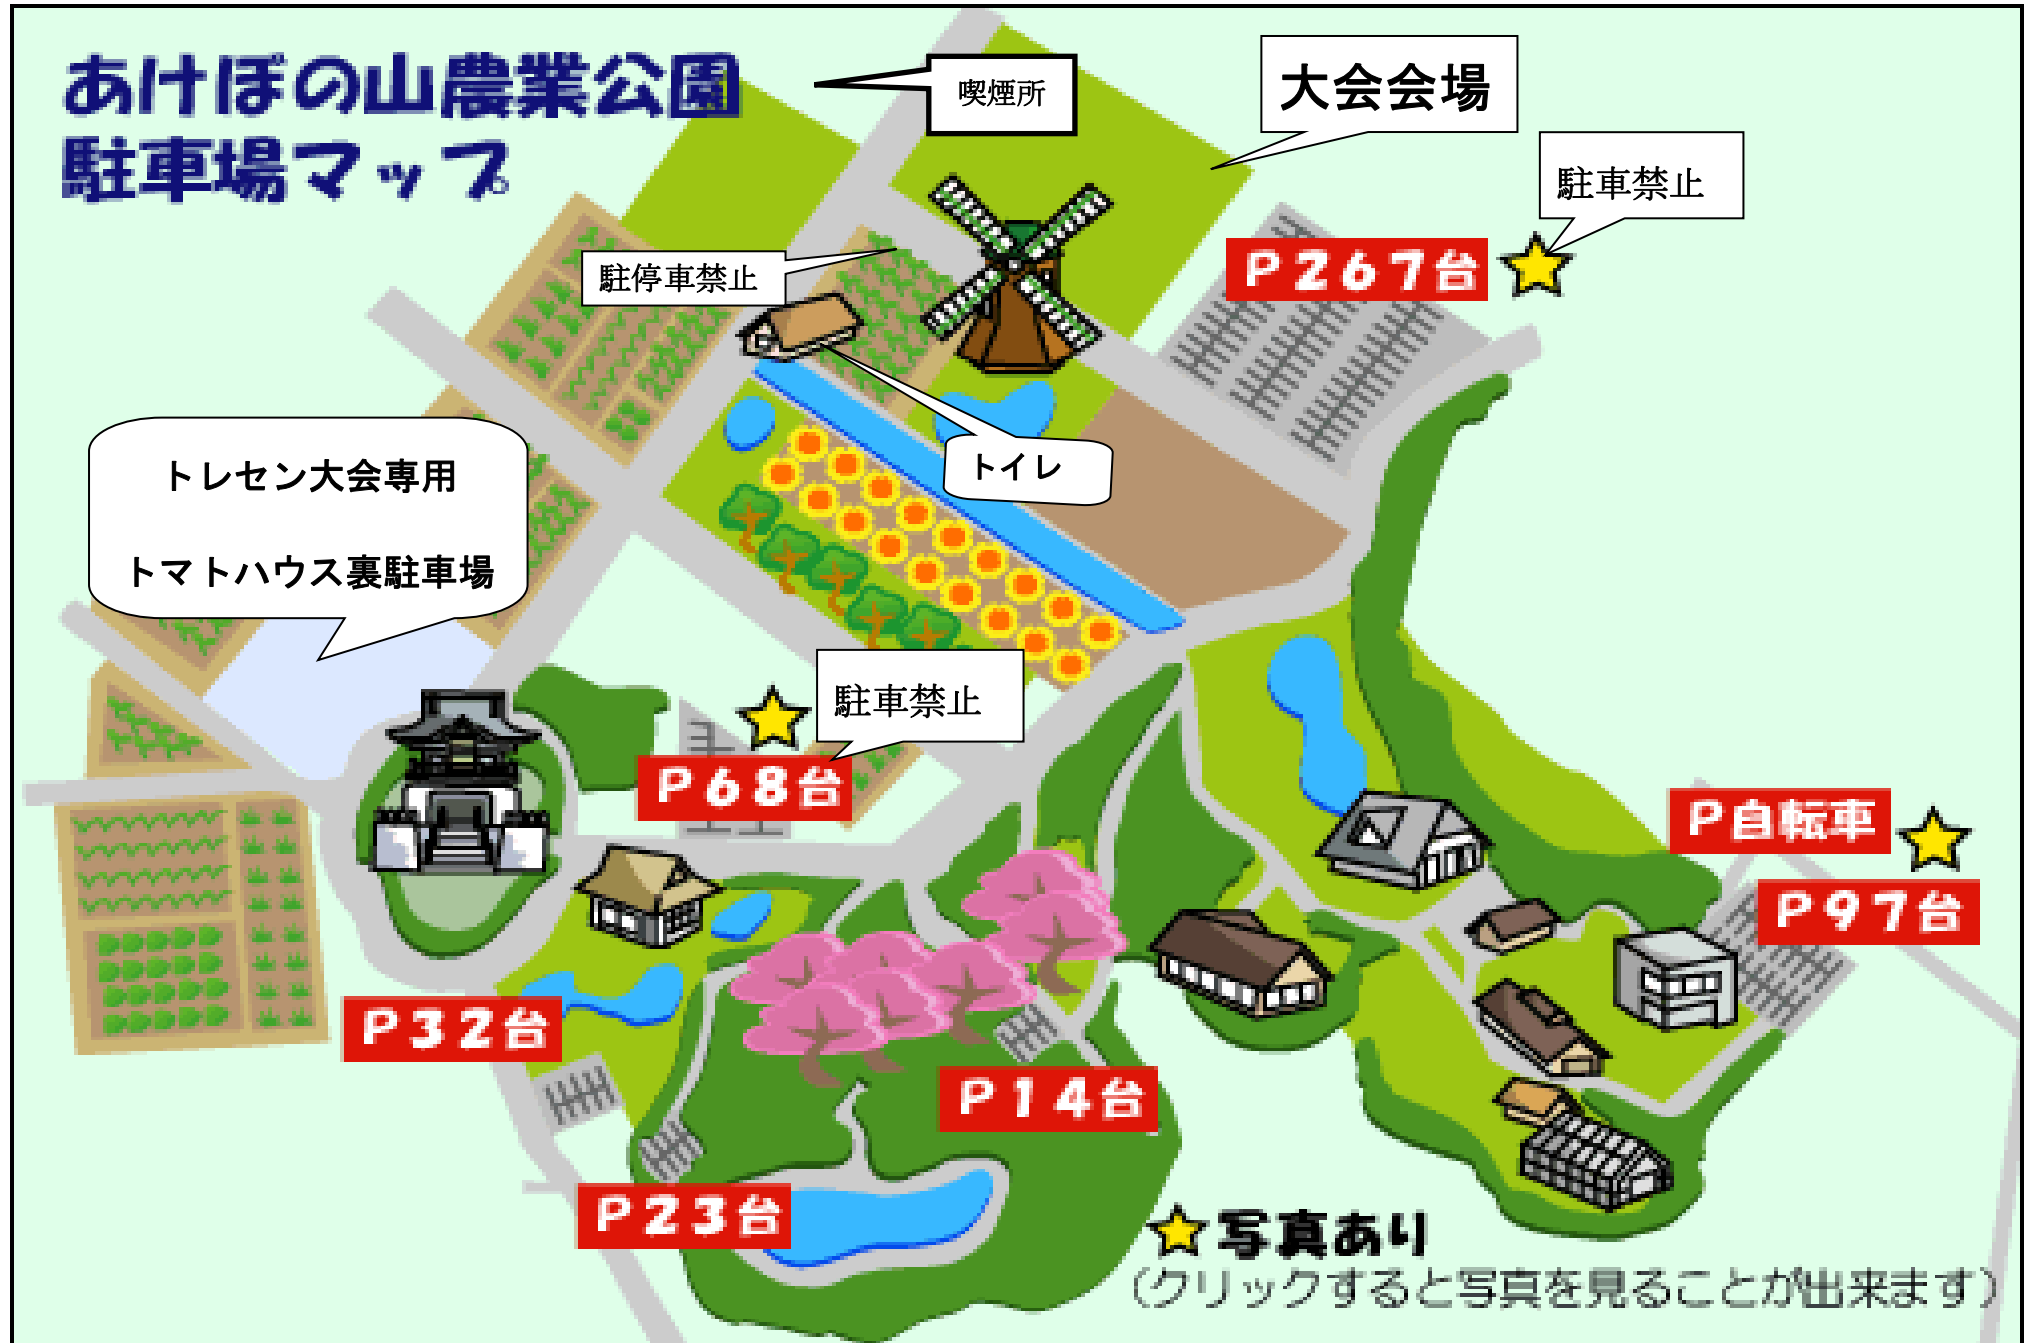 あけぼの山農業公園
駐車場マップ
喫煙所
大会会場
駐車禁止
P267台
駐停車禁止
トイレ
トレセン大会専用
トマトハウス裏駐車場
駐車禁止
P68台
P自転車
P97台
P32台
P14台
P23台
写真あり
(クリックすると写真を見ることが出来ます)